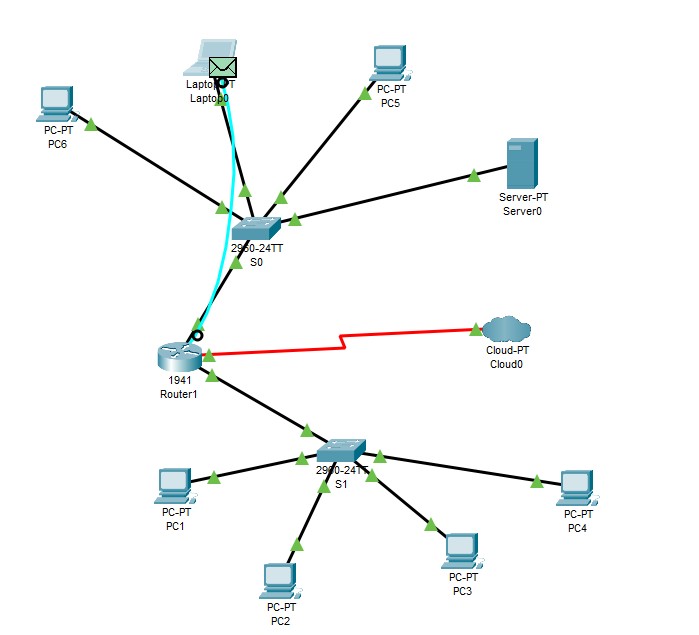 PC-PT
PC5
Laptop-PT
Laptop0
PC-PT
PC6
Server-PT
Server0
2960-24TT
S0
Cloud-PT
Cloud0
1941
Router1
2960-24TT
S1
PC-PT
PC1
PC-PT
PC4
PC-PT
PC3
PC-PT
PC2